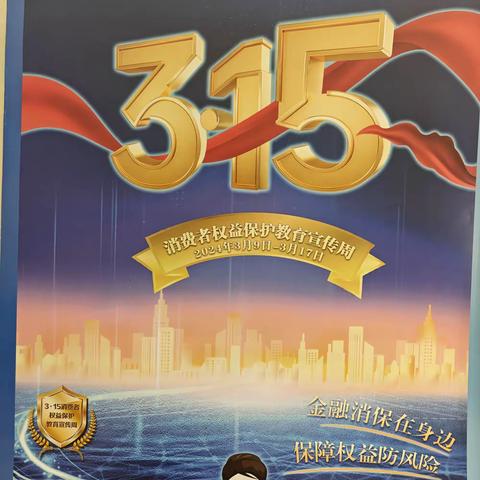 3·15
消费者权益保护教育宣传周
2024年3月9日-3月17日
3·15消费者
权益保护
教育宣传周
金融消保在身边
保障权益防风险